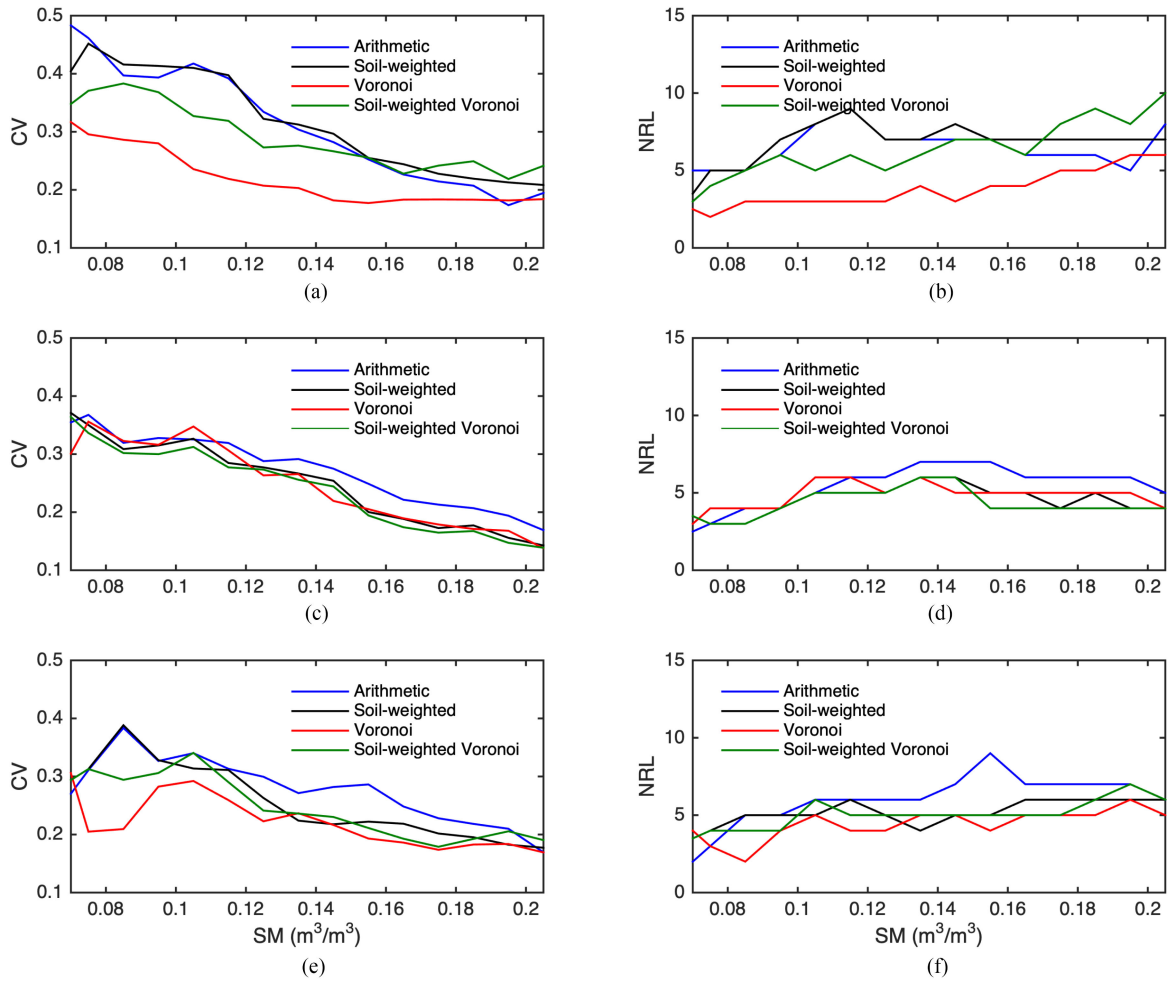 0.5
0.4
0.3
0.2
0.1
CV
Arithmetic
Soil-weighted
Voronoi
Soil-weighted Voronoi
0.08 0.1 0.12 0.14 0.16 0.18 0.2
(a)
15
10
5
0
NRL
Arithmetic
Soil-weighted
Voronoi
Soil-weighted Voronoi
0.08 0.1 0.12 0.14 0.16 0.18 0.2
(b)
0.5
0.4
0.3
0.2
0.1
CV
Arithmetic
Soil-weighted
Voronoi
Soil-weighted Voronoi
0.08 0.1 0.12 0.14 0.16 0.18 0.2
(c)
15
10
5
0
NRL
Arithmetic
Soil-weighted
Voronoi
Soil-weighted Voronoi
0.08 0.1 0.12 0.14 0.16 0.18 0.2
(d)
0.5
0.4
0.3
0.2
0.1
CV
Arithmetic
Soil-weighted
Voronoi
Soil-weighted Voronoi
0.08 0.1 0.12 0.14 0.16 0.18 0.2
SM (m³/m³)
(e)
15
10
5
0
NRL
Arithmetic
Soil-weighted
Voronoi
Soil-weighted Voronoi
0.08 0.1 0.12 0.14 0.16 0.18 0.2
SM (m³/m³)
(f)